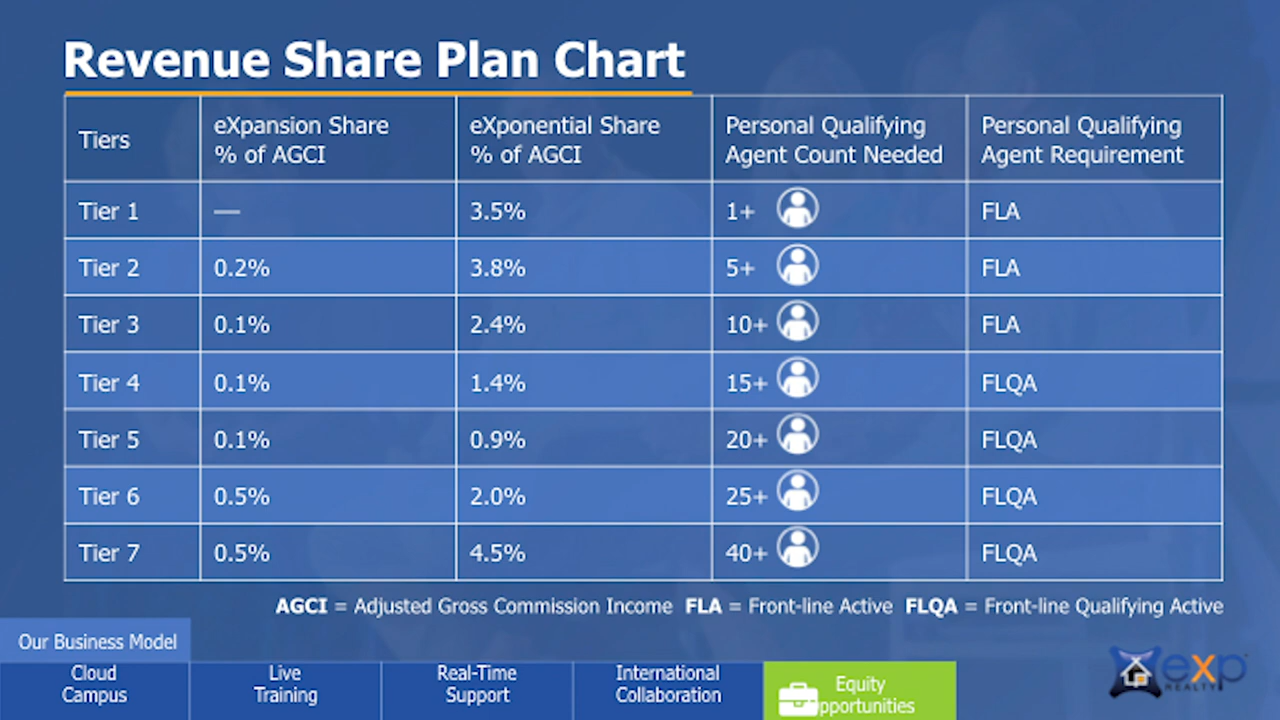 Revenue Share Plan Chart
Tiers
eXpansion Share
% of AGCI
eXponential Share
% of AGCI
Personal Qualifying
Agent Count Needed
Personal Qualifying
Agent Requirement
Tier 1 — 3.5% 1+ FLA
Tier 2 0.2% 3.8% 5+ FLA
Tier 3 0.1% 2.4% 10+ FLA
Tier 4 0.1% 1.4% 15+ FLQA
Tier 5 0.1% 0.9% 20+ FLQA
Tier 6 0.5% 2.0% 25+ FLQA
Tier 7 0.5% 4.5% 40+ FLQA
AGCI = Adjusted Gross Commission Income FLA = Front-line Active FLQA = Front-line Qualifying Active
Our Business Model
Cloud
Campus
Live
Training
Real-Time
Support
International
Collaboration
Equity
pportunities
exp
REALTY